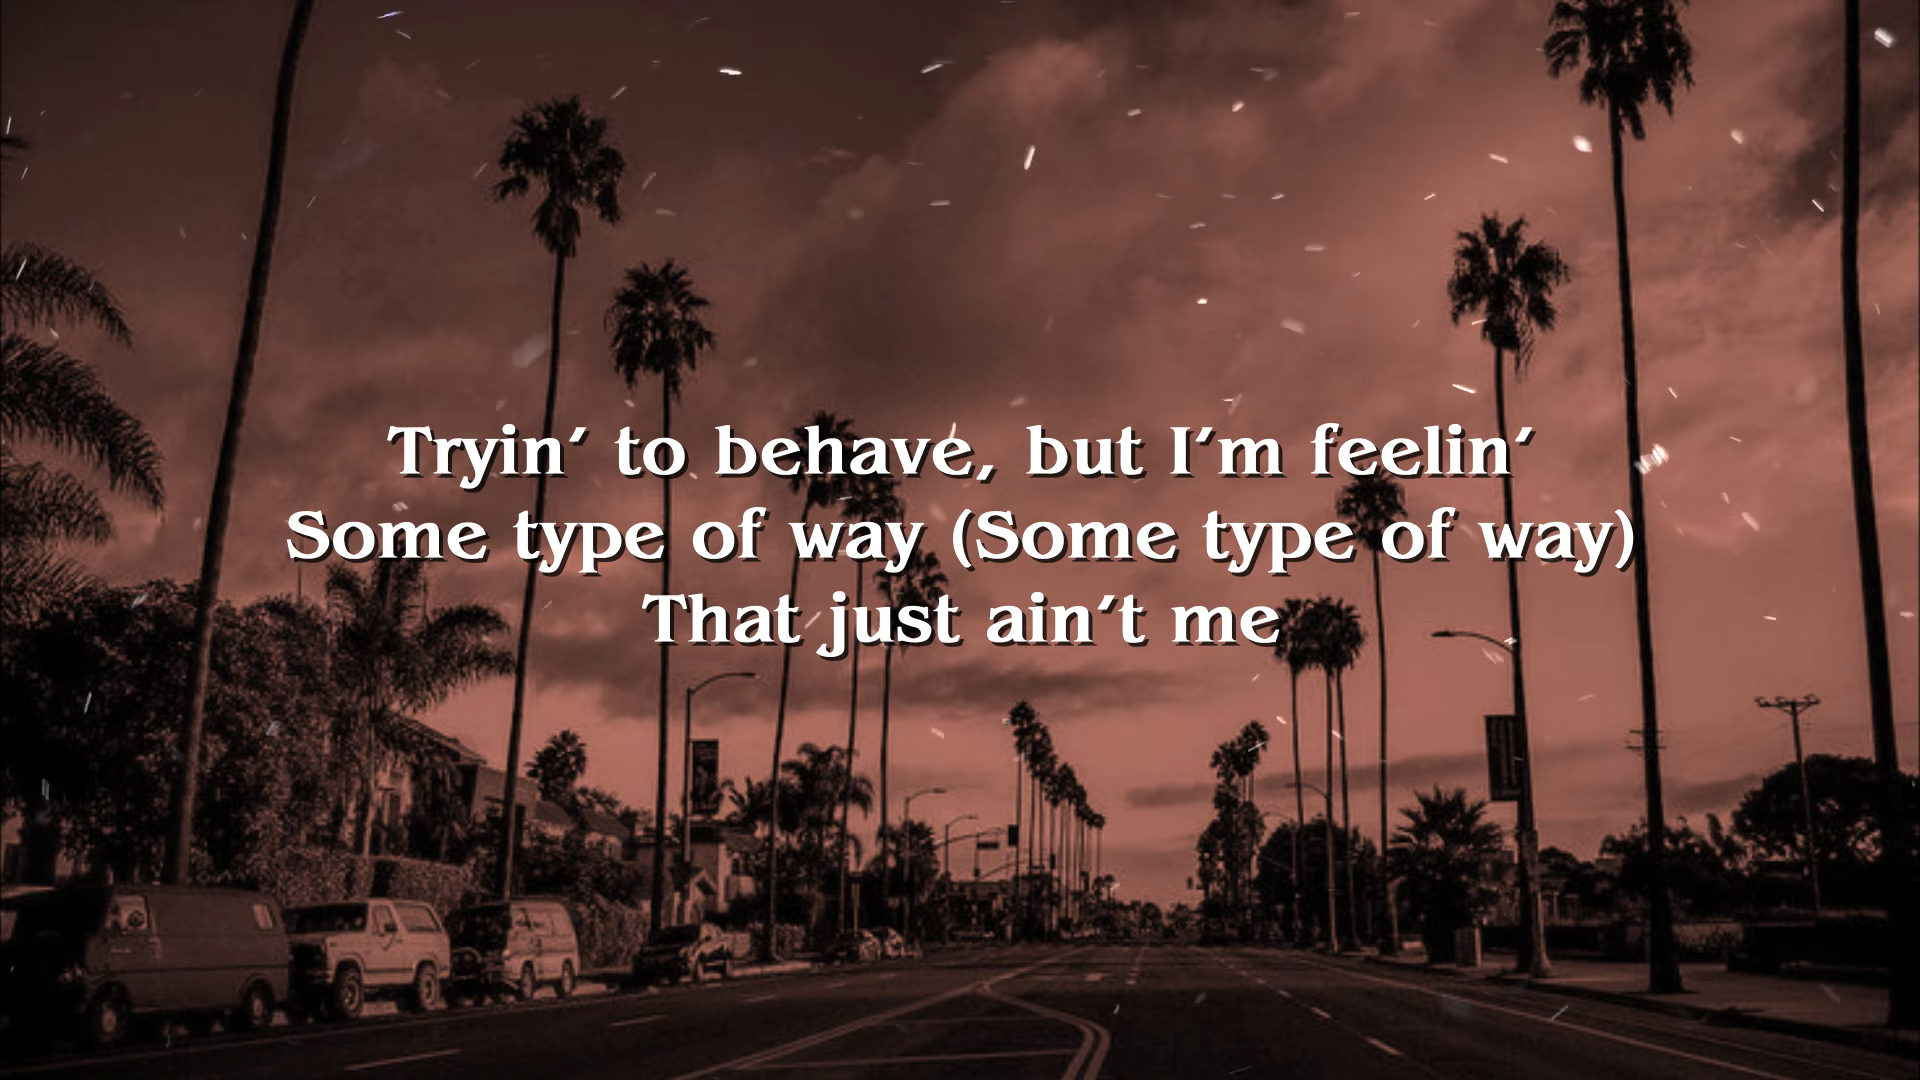 Tryin' to behave, but I'm feelin'
Some type of way (Some type of way)
That just ain't me